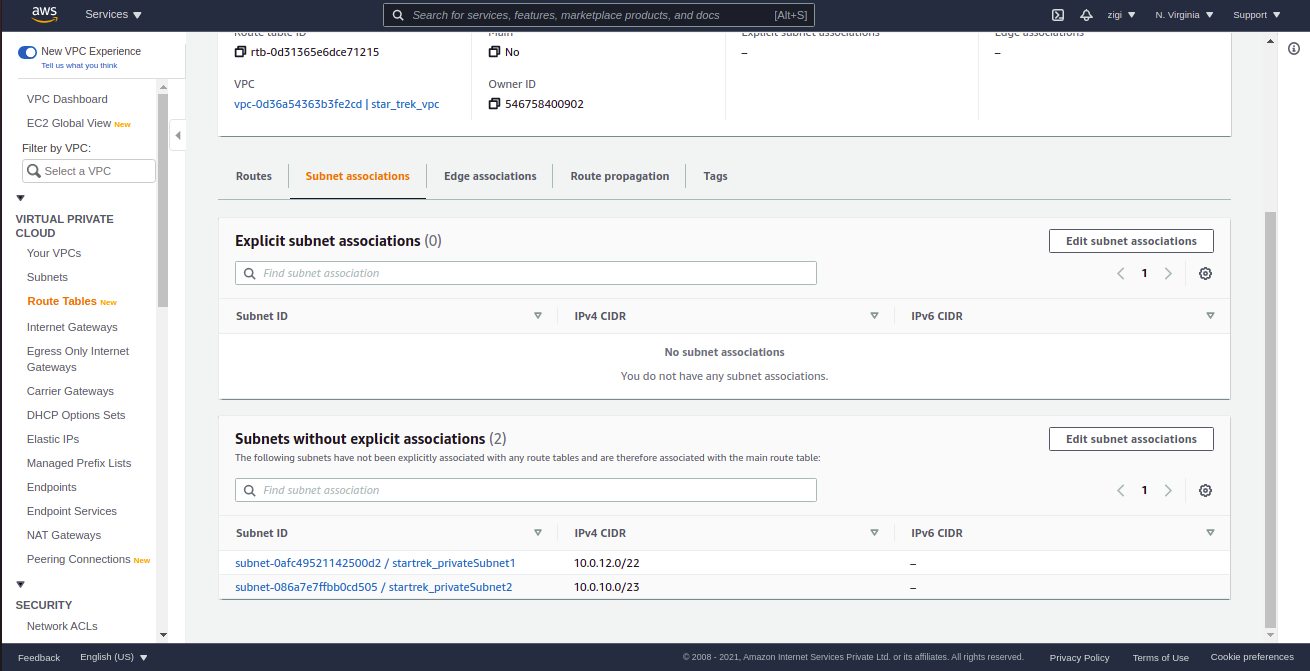 aws
Services
Search for services, features, marketplace products, and docs [Alt+S]
zigi
N. Virginia
Support
New VPC Experience
Tell us what you think
VPC Dashboard
EC2 Global View New
Filter by VPC:
Select a VPC
VIRTUAL PRIVATE
CLOUD
Your VPCs
Subnets
Route Tables New
Internet Gateways
Egress Only Internet
Gateways
Carrier Gateways
DHCP Options Sets
Elastic IPs
Managed Prefix Lists
Endpoints
Endpoint Services
NAT Gateways
Peering Connections New
SECURITY
Network ACLs
Route table ID
rtb-0d31365e6dce71215
Main
No
Explicit subnet associations
–
Edge associations
–
VPC
vpc-0d36a54363b3fe2cd | star_trek_vpc
Owner ID
546758400902
Routes
Subnet associations
Edge associations
Route propagation
Tags
Explicit subnet associations (0)
Edit subnet associations
Find subnet association
1
Subnet ID
IPv4 CIDR
IPv6 CIDR
No subnet associations
You do not have any subnet associations.
Subnets without explicit associations (2)
Edit subnet associations
The following subnets have not been explicitly associated with any route tables and are therefore associated with the main route table:
Find subnet association
1
Subnet ID
IPv4 CIDR
IPv6 CIDR
subnet-0afc49521142500d2 / startrek_privateSubnet1 10.0.12.0/22 –
subnet-086a7e7ffbb0cd505 / startrek_privateSubnet2 10.0.10.0/23 –
Feedback
English (US)
© 2008 - 2021, Amazon Internet Services Private Ltd. or its affiliates. All rights reserved.
Privacy Policy
Terms of Use
Cookie preferences